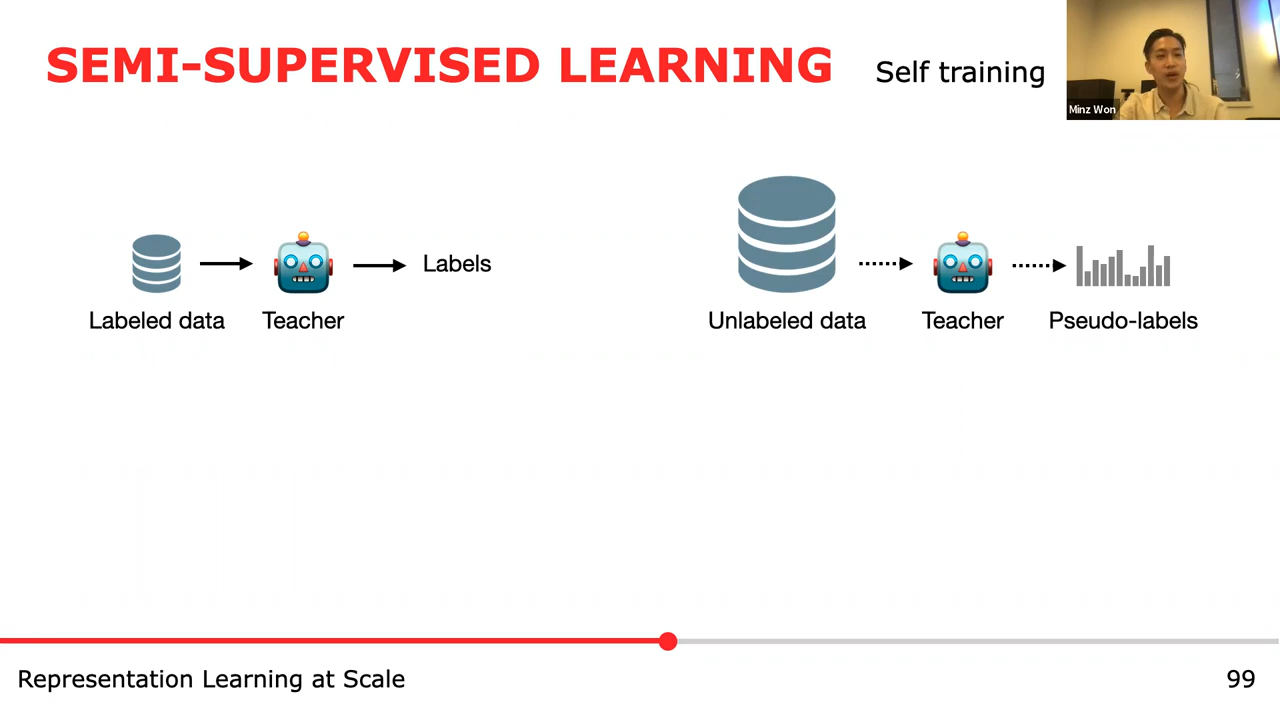 SEMI-SUPERVISED LEARNING
Self training
Minz Won
Labels
Labeled data
Teacher
Unlabeled data
Teacher
Pseudo-labels
Representation Learning at Scale
99